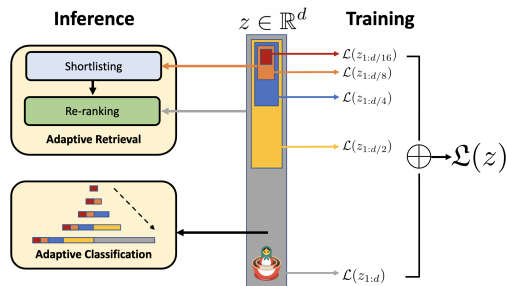 Inference
z ∈ ℝ^d
Training
Shortlisting
Re-ranking
Adaptive Retrieval
Adaptive Classification
ℒ(z_{1:d/16})
ℒ(z_{1:d/8})
ℒ(z_{1:d/4})
ℒ(z_{1:d/2})
ℒ(z_{1:d})
𝕷(z)